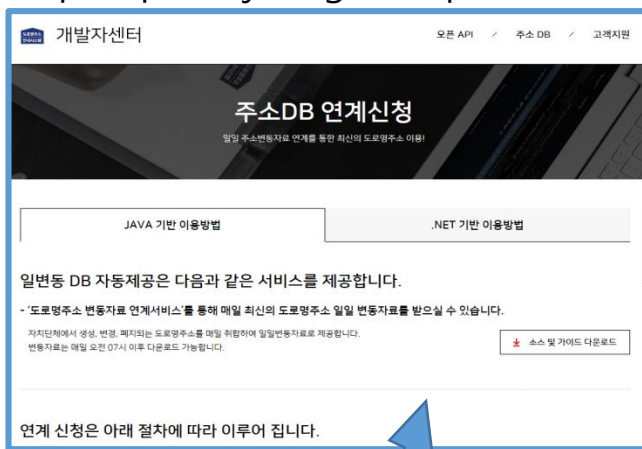 개발자센터
오픈 API / 주소 DB / 고객지원
주소DB 연계신청
일일 주소변동자료 연계를 통한 최신의 도로명주소 이용!
JAVA 기반 이용방법
.NET 기반 이용방법
일변동 DB 자동제공은 다음과 같은 서비스를 제공합니다.
- '도로명주소 변동자료 연계서비스'를 통해 매일 최신의 도로명주소 일일 변동자료를 받으실 수 있습니다.
자치단체에서 생성, 변경, 폐지되는 도로명주소를 매일 취합하여 일일변동자료로 제공합니다.
변동자료는 매일 오전 07시 이후 다운로드 가능합니다.
소스 및 가이드 다운로드
연계 신청은 아래 절차에 따라 이루어 집니다.